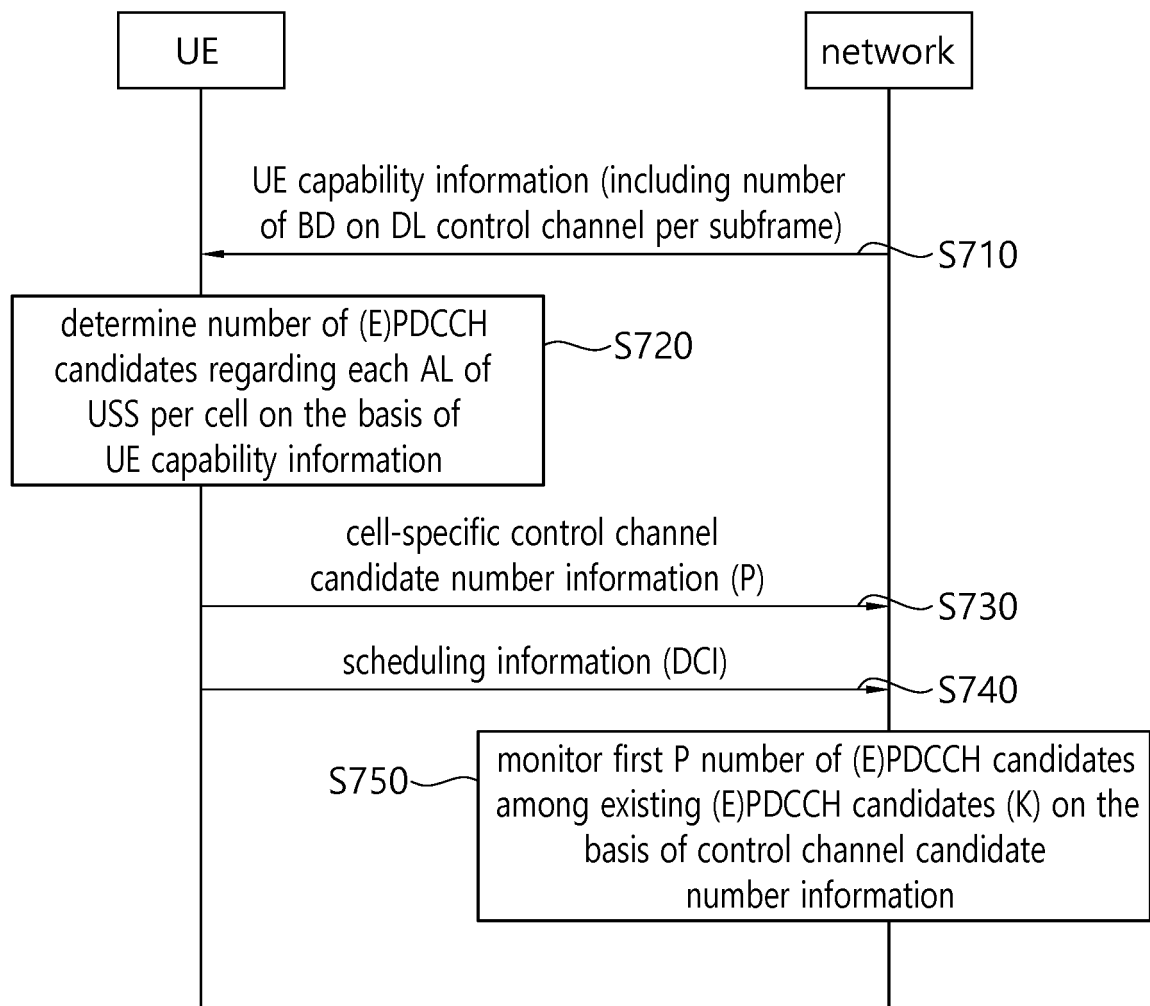 UE
network
UE capability information (including number
of BD on DL control channel per subframe)
S710
determine number of (E)PDCCH
candidates regarding each AL of
USS per cell on the basis of
UE capability information
S720
cell-specific control channel
candidate number information (P)
S730
scheduling information (DCI)
S740
S750
monitor first P number of (E)PDCCH candidates
among existing (E)PDCCH candidates (K) on the
basis of control channel candidate
number information